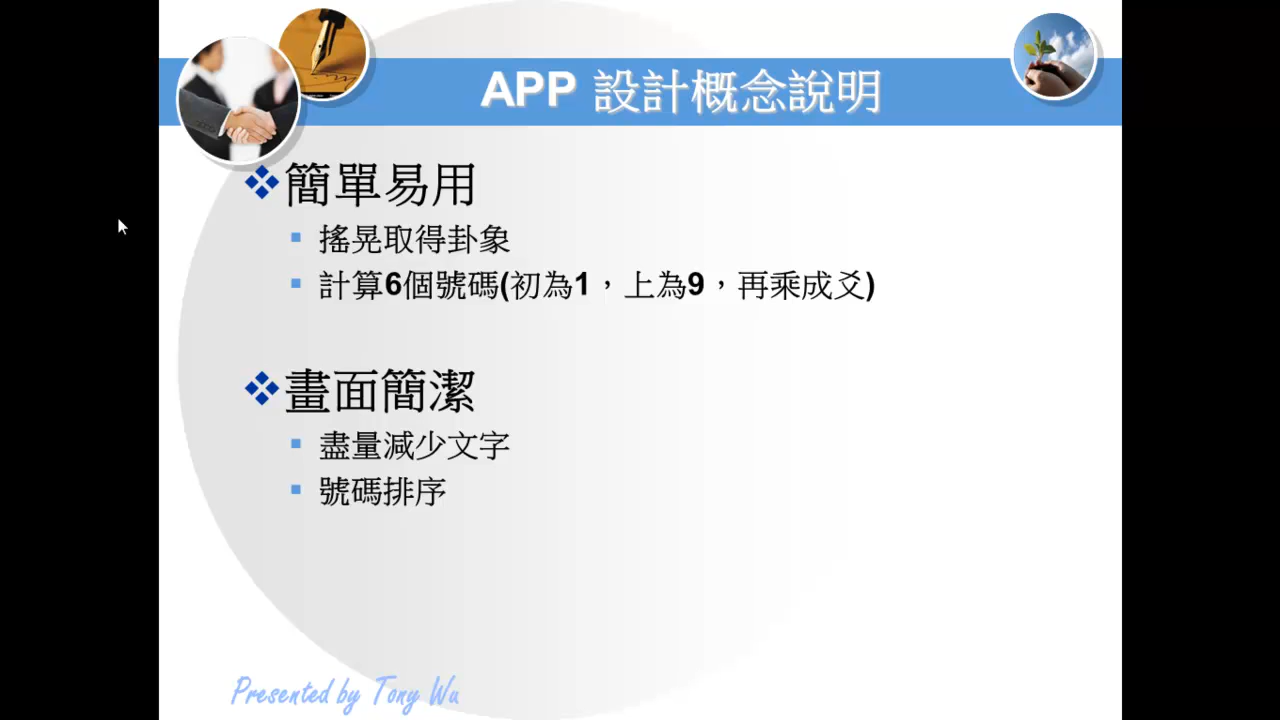 APP 設計概念說明
簡單易用
搖晃取得卦象
計算6個號碼(初為1，上為9，再乘成爻)
畫面簡潔
盡量減少文字
號碼排序
Presented by Tony Wu